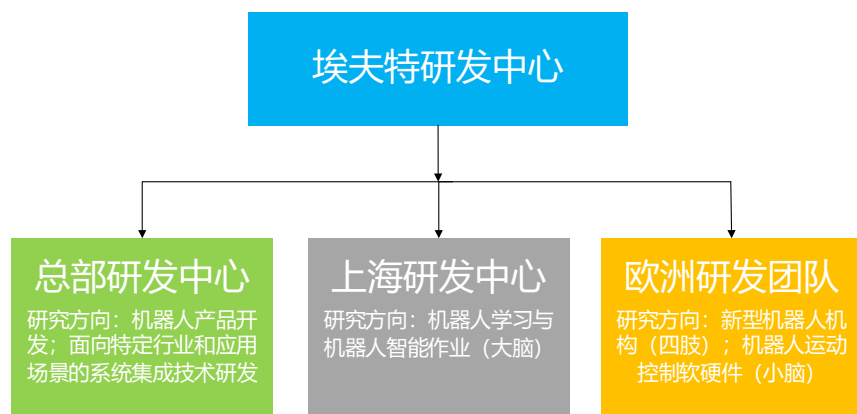 埃夫特研发中心
总部研发中心
研究方向：机器人产品开
发；面向特定行业和应用
场景的系统集成技术研发
上海研发中心
研究方向：机器人学习与
机器人智能作业（大脑）
欧洲研发团队
研究方向：新型机器人机
构（四肢）；机器人运动
控制软硬件（小脑）